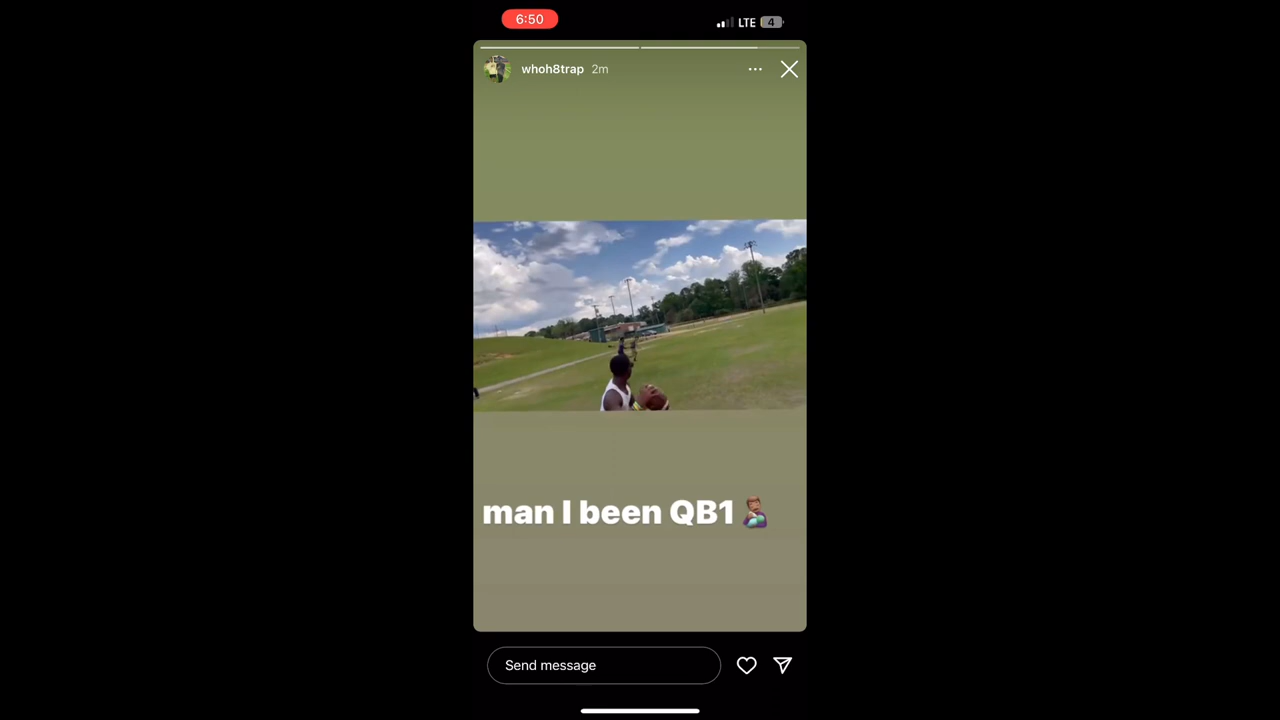 6:50
LTE 4
whoh8trap 2m
man I been QB1🤱🏽
Send message